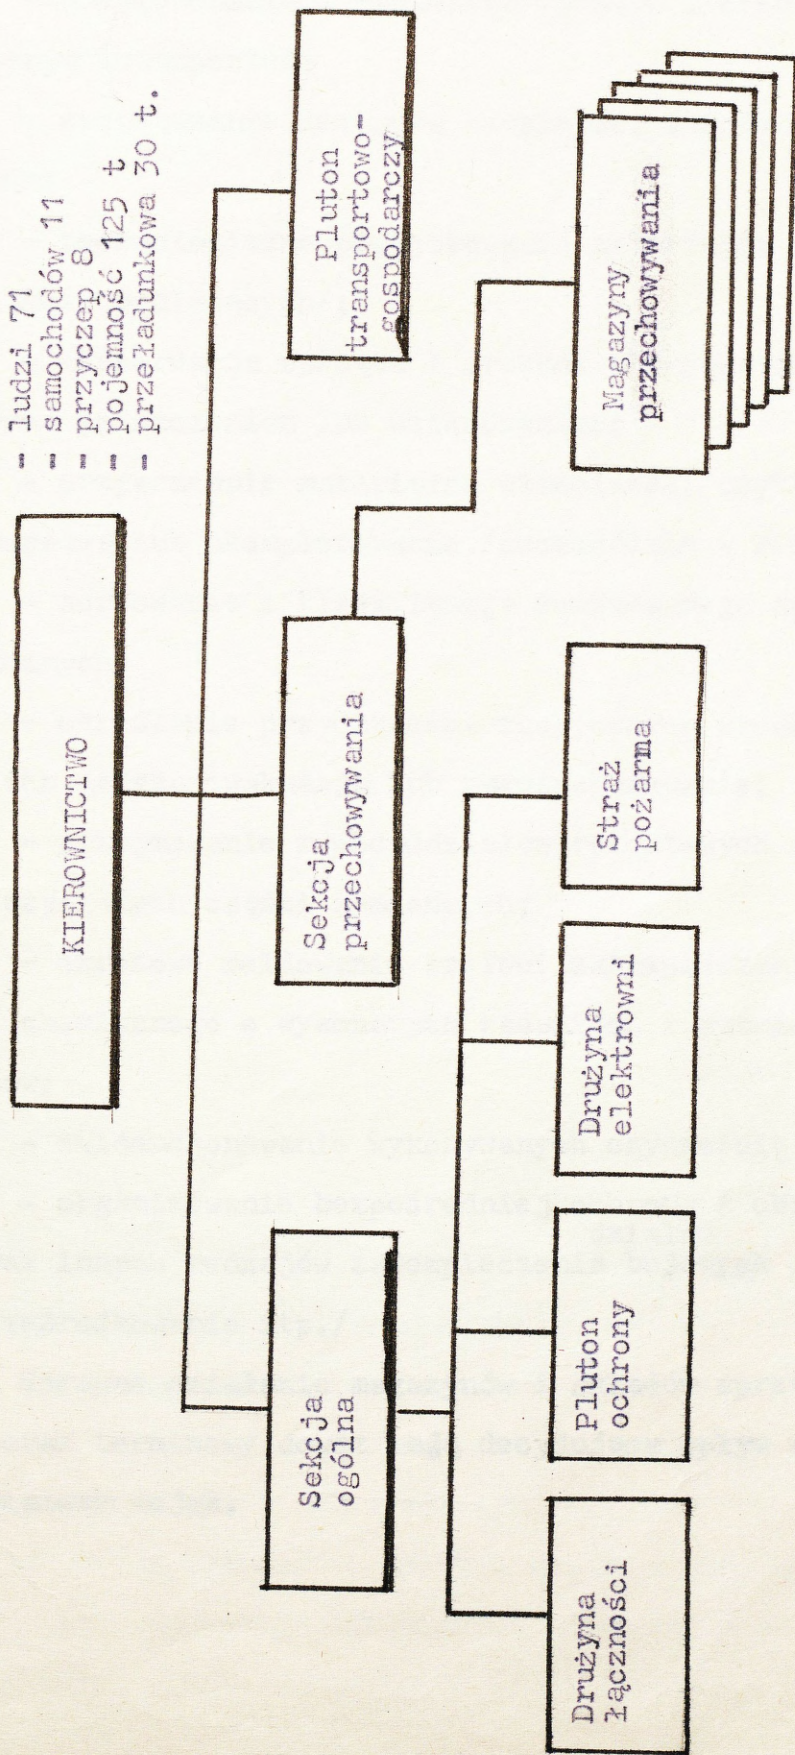 - ludzi 71
- samochodów 11
- przyczep 8
- pojemność 125 t
- przeładunkowa 30 t.
KIEROWNICTWO
Sekcja
ogólna
Sekcja
przechowywania
Pluton
transportowo-
gospodarczy
Drużyna
łączności
Pluton
ochrony
Drużyna
elektrowni
Straż
pożarma
Magazyny
przechowywania